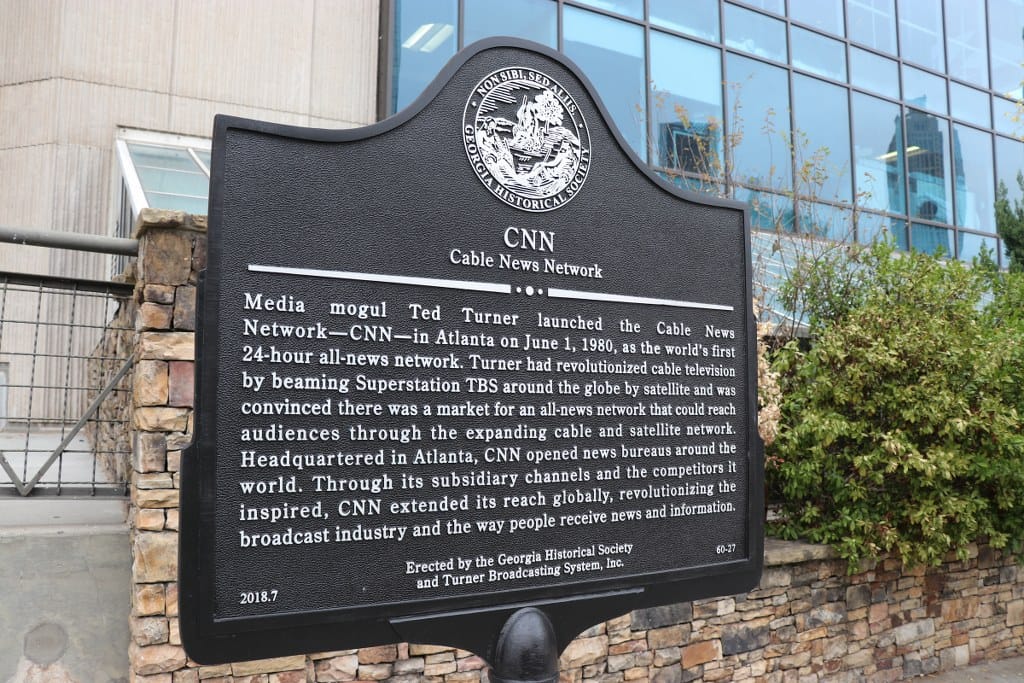 NON SIBI, SED ALIIS.
GEORGIA HISTORICAL SOCIETY
CNN
Cable News Network
Media mogul Ted Turner launched the Cable News
Network—CNN—in Atlanta on June 1, 1980, as the world's first
24-hour all-news network. Turner had revolutionized cable television
by beaming Superstation TBS around the globe by satellite and was
convinced there was a market for an all-news network that could reach
audiences through the expanding cable and satellite network.
Headquartered in Atlanta, CNN opened news bureaus around the
world. Through its subsidiary channels and the competitors it
inspired, CNN extended its reach globally, revolutionizing the
broadcast industry and the way people receive news and information.
Erected by the Georgia Historical Society
and Turner Broadcasting System, Inc.
2018.7
60-27